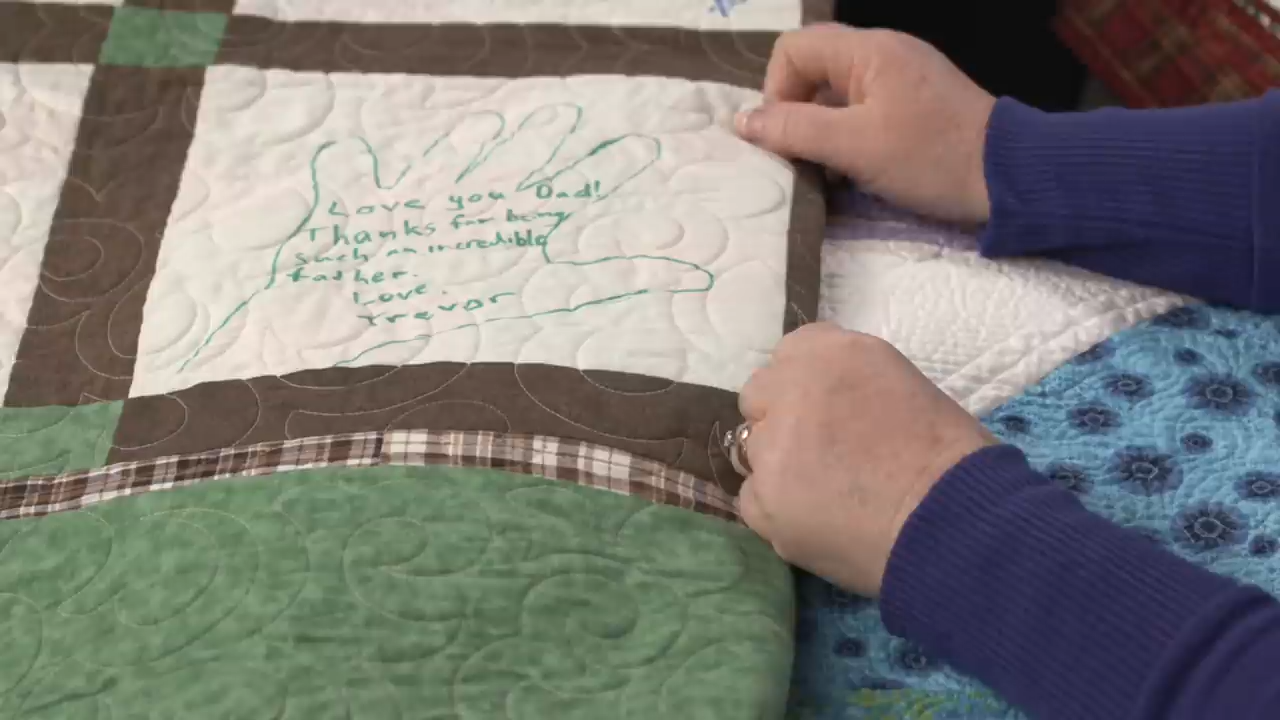 Love you Dad!
Thanks for being
such an incredible
father.
Love,
Trevor